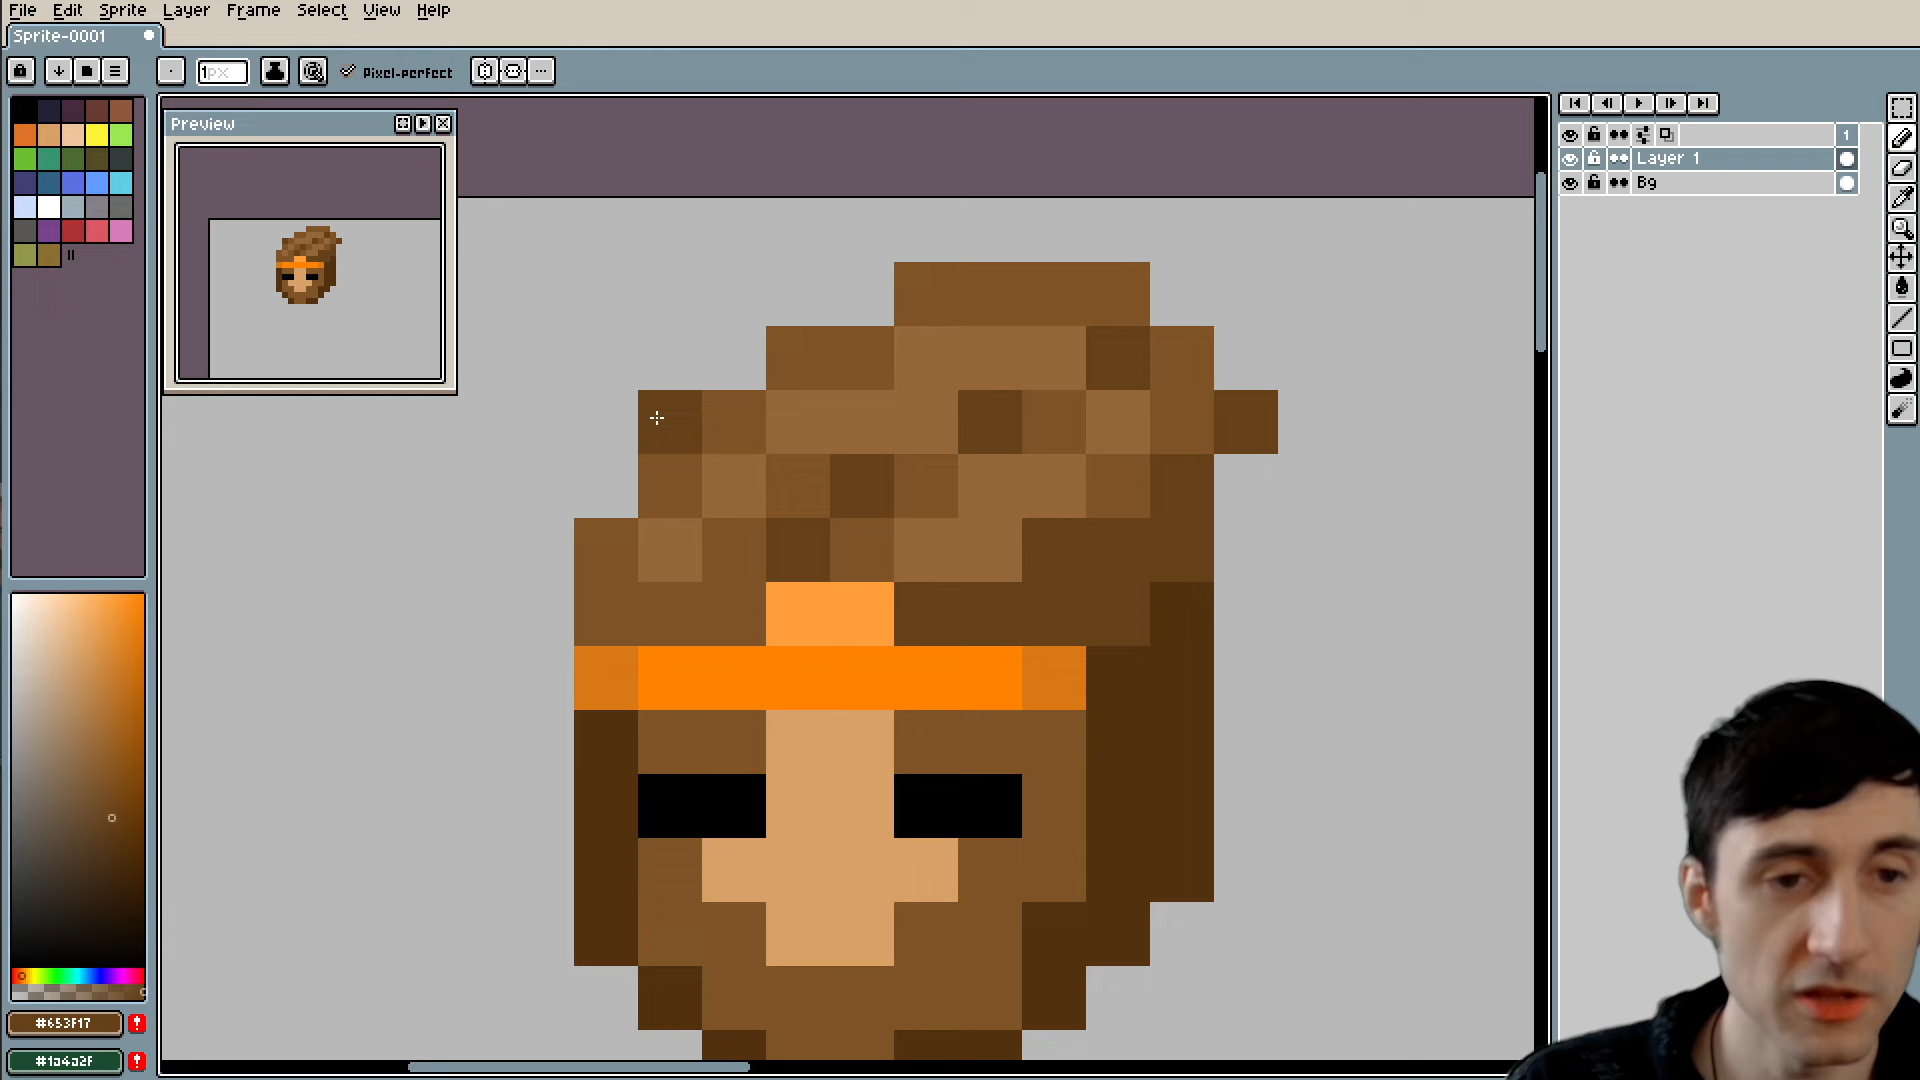 File Edit Sprite Layer Frame Select View Help
Sprite-0001
1px Pixel-perfect
Preview
1
Layer 1
Bg
#653f17 !
#1a4a2f !